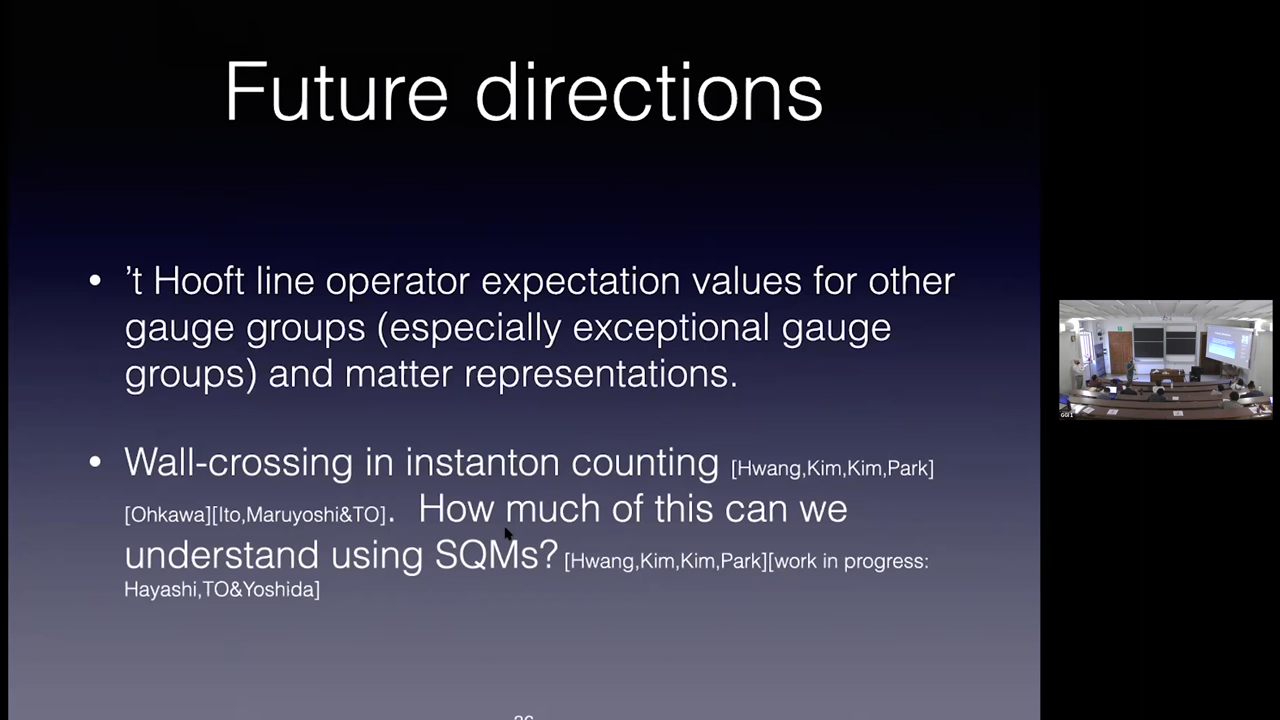 Future directions
• ’t Hooft line operator expectation values for other
gauge groups (especially exceptional gauge
groups) and matter representations.
• Wall-crossing in instanton counting [Hwang,Kim,Kim,Park]
[Ohkawa][Ito,Maruyoshi&TO]. How much of this can we
understand using SQMs? [Hwang,Kim,Kim,Park][work in progress:
Hayashi,TO&Yoshida]